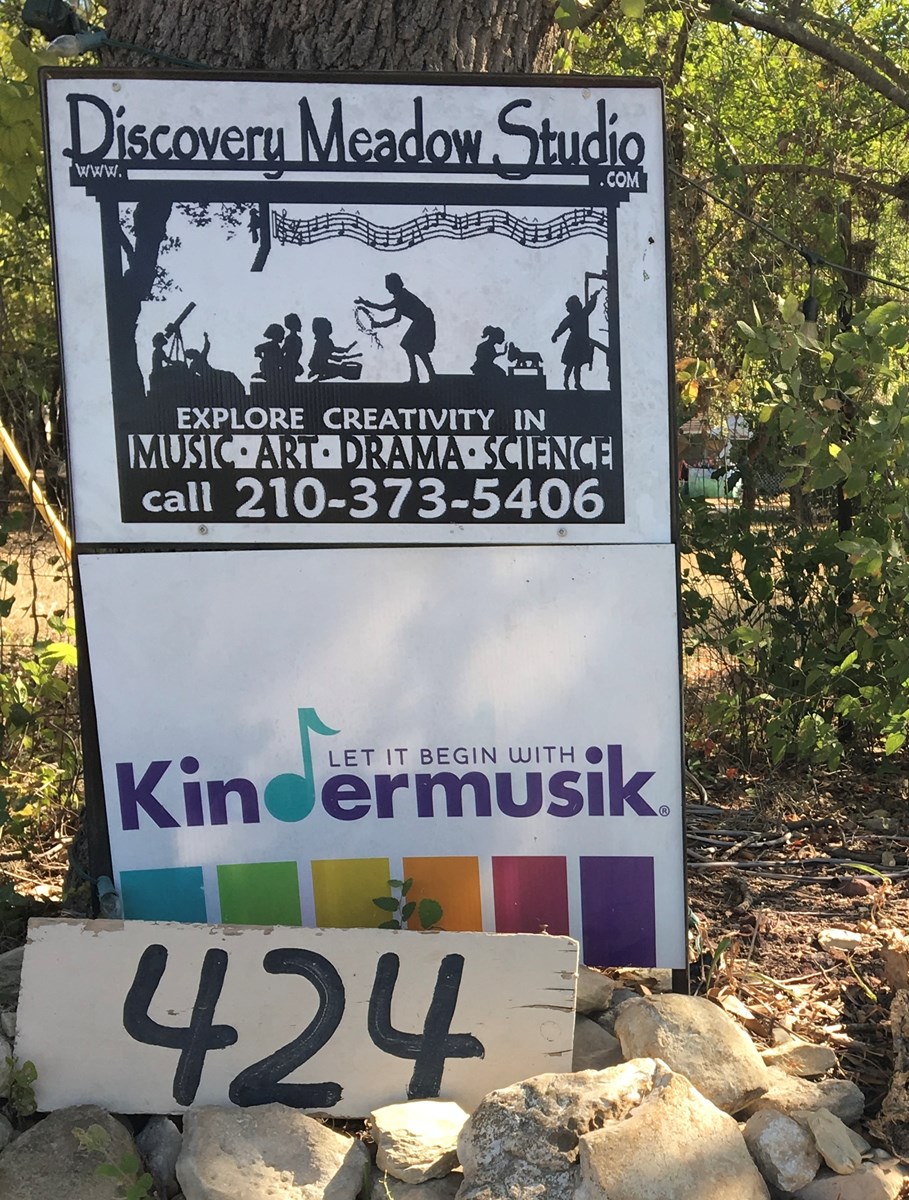 Discovery Meadow Studio
www. .COM
EXPLORE CREATIVITY IN
MUSIC · ART · DRAMA · SCIENCE
call 210-373-5406
LET IT BEGIN WITH
Kindermusik®
424